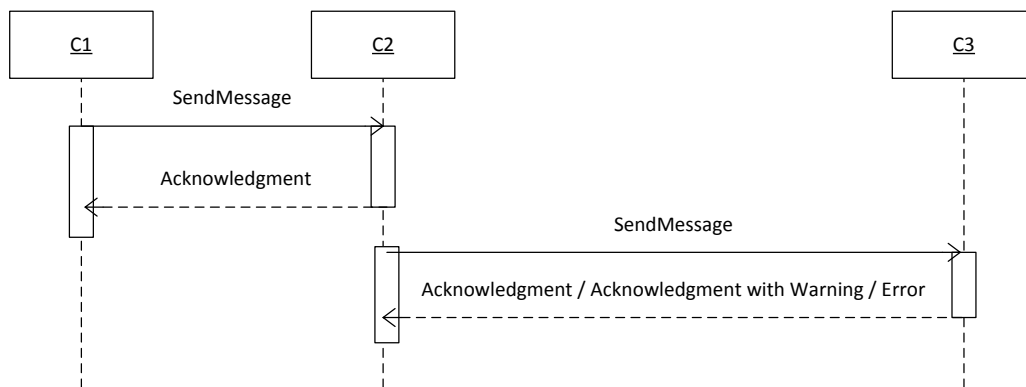 C1
C2
C3
SendMessage
Acknowledgment
SendMessage
Acknowledgment / Acknowledgment with Warning / Error